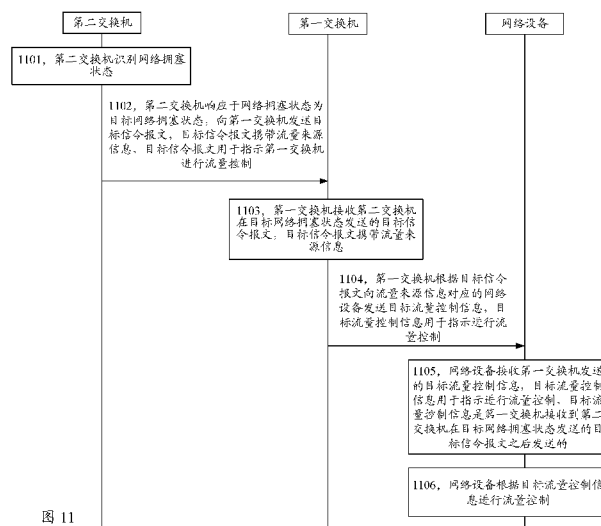 第二交换机
第一交换机
网络设备
1101，第二交换机识别网络拥塞
状态
1102，第二交换机响应于网络拥塞状态为
目标网络拥塞状态，向第一交换机发送目
标信令报文，目标信令报文携带流量来源
信息、目标信令报文用于指示第一交换机
进行流量控制
1103，第一交换机接收第二交换机
在目标网络拥塞状态发送的目标信
令报文，目标信令报文携带流量来
源信息
1104，第一交换机根据目标信令
报文向流量来源信息对应的网络
设备发送目标流量控制信息，目
标流量控制信息用于指示进行流
量控制
1105，网络设备接收第一交换机发送
的目标流量控制信息，目标流量控制
信息用于指示进行流量控制、目标流
量控制信息是第一交换机接收到第二
交换机在目标网络拥塞状态发送的目
标信令报文之后发送的
1106，网络设备根据目标流量控制信
息进行流量控制
图 11